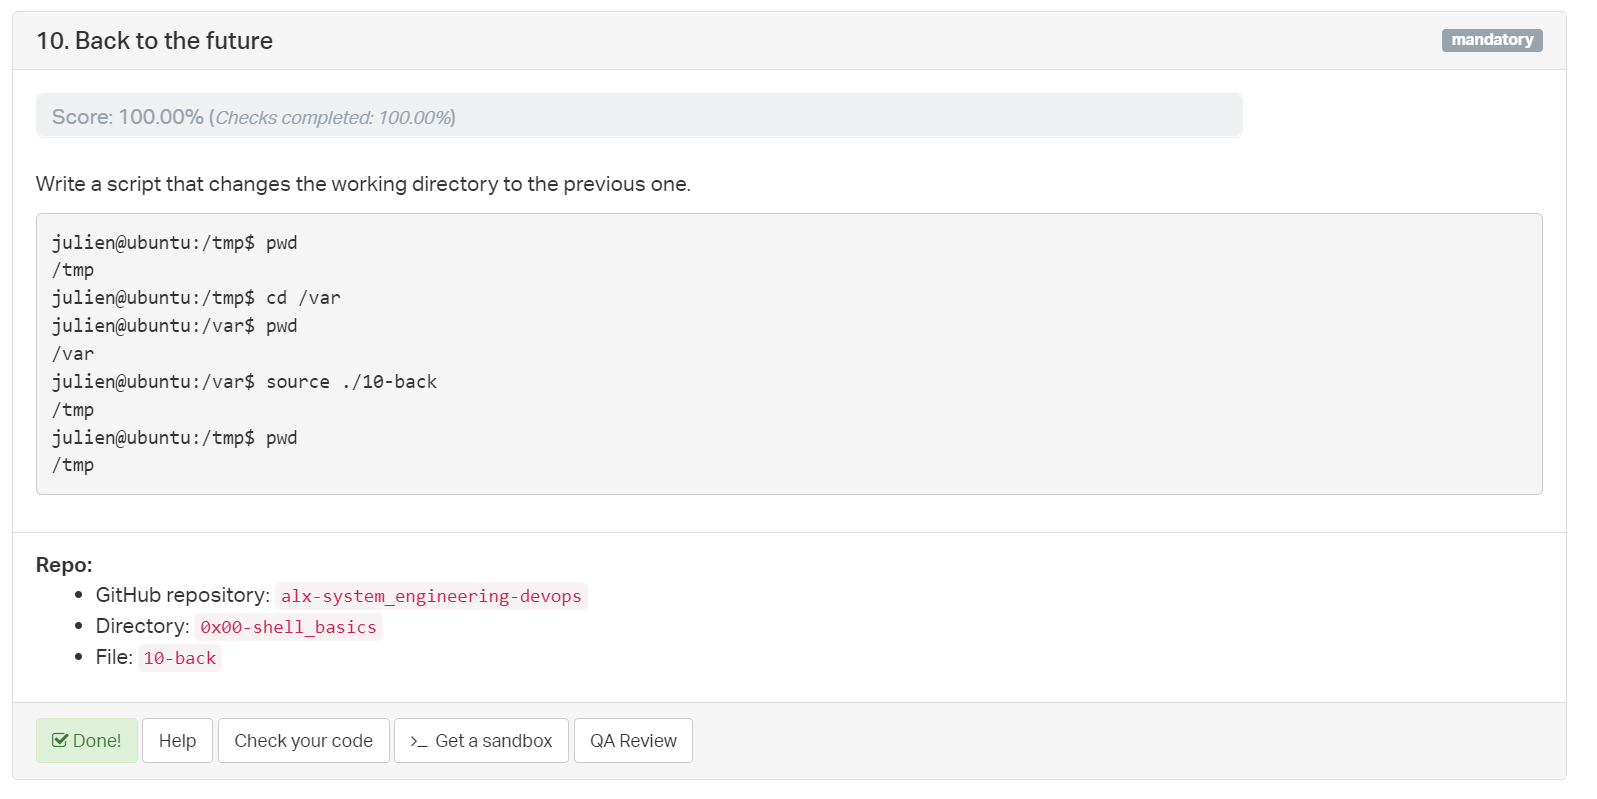 10. Back to the future
mandatory
Score: 100.00% (Checks completed: 100.00%)
Write a script that changes the working directory to the previous one.
julien@ubuntu:/tmp$ pwd
/tmp
julien@ubuntu:/tmp$ cd /var
julien@ubuntu:/var$ pwd
/var
julien@ubuntu:/var$ source ./10-back
/tmp
julien@ubuntu:/tmp$ pwd
/tmp
Repo:
• GitHub repository: alx-system_engineering-devops
• Directory: 0x00-shell_basics
• File: 10-back
Done!
Help
Check your code
>_ Get a sandbox
QA Review